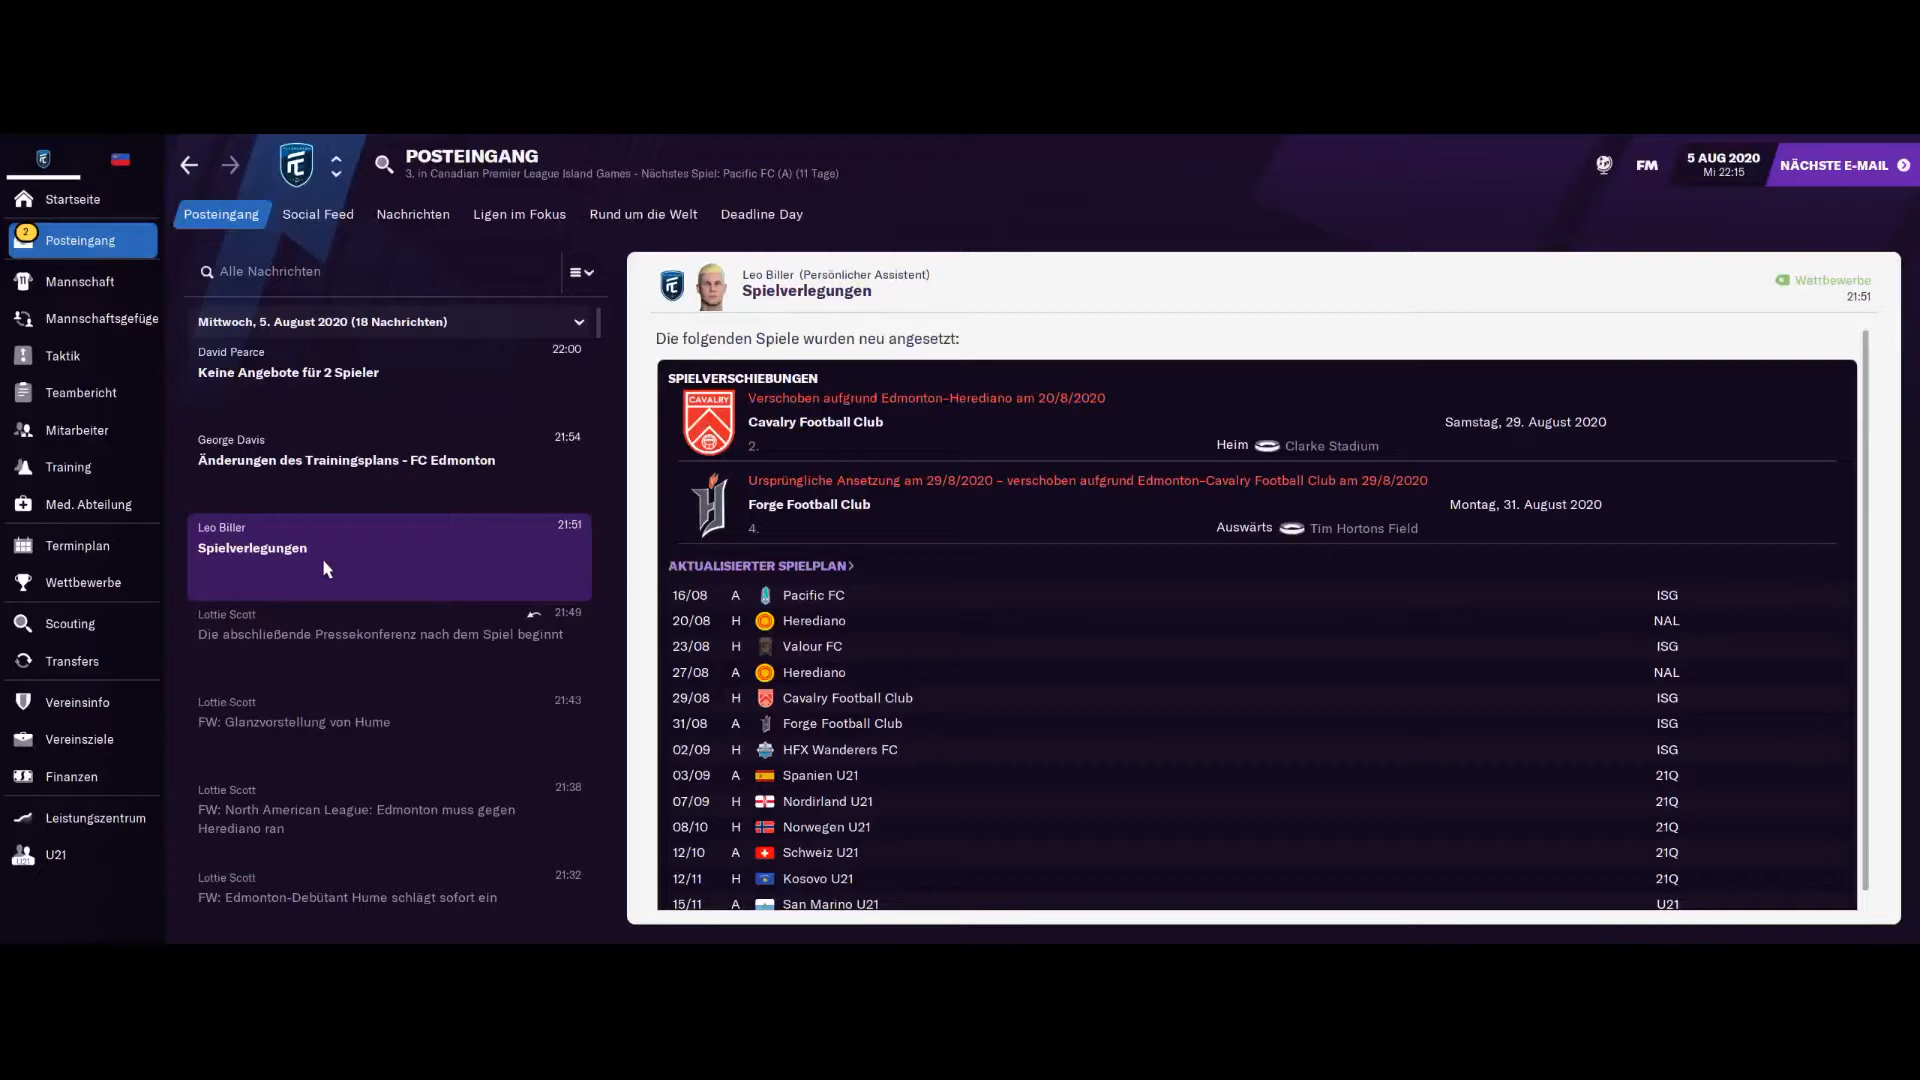 POSTEINGANG
3. in Canadian Premier League Island Games - Nächstes Spiel: Pacific FC (A) (11 Tage)
FM
5 AUG 2020
Mi 22:15
NÄCHSTE E-MAIL
Startseite
2
Posteingang
Mannschaft
Mannschaftsgefüge
Taktik
Teambericht
Mitarbeiter
Training
Med. Abteilung
Terminplan
Wettbewerbe
Scouting
Transfers
Vereinsinfo
Vereinsziele
Finanzen
Leistungszentrum
U21
Posteingang Social Feed Nachrichten Ligen im Fokus Rund um die Welt Deadline Day
Alle Nachrichten
Mittwoch, 5. August 2020 (18 Nachrichten)
David Pearce 22:00
Keine Angebote für 2 Spieler
George Davis 21:54
Änderungen des Trainingsplans - FC Edmonton
Leo Biller 21:51
Spielverlegungen
Lottie Scott 21:49
Die abschließende Pressekonferenz nach dem Spiel beginnt
Lottie Scott 21:43
FW: Glanzvorstellung von Hume
Lottie Scott 21:38
FW: North American League: Edmonton muss gegen
Herediano ran
Lottie Scott 21:32
FW: Edmonton-Debütant Hume schlägt sofort ein
Leo Biller (Persönlicher Assistent)
Spielverlegungen
Wettbewerbe
21:51
Die folgenden Spiele wurden neu angesetzt:
SPIELVERSCHIEBUNGEN
CAVALRY
Verschoben aufgrund Edmonton–Herediano am 20/8/2020
Cavalry Football Club Samstag, 29. August 2020
2. Heim Clarke Stadium
Ursprüngliche Ansetzung am 29/8/2020 – verschoben aufgrund Edmonton–Cavalry Football Club am 29/8/2020
Forge Football Club Montag, 31. August 2020
4. Auswärts Tim Hortons Field
AKTUALISIERTER SPIELPLAN>
16/08 A Pacific FC ISG
20/08 H Herediano NAL
23/08 H Valour FC ISG
27/08 A Herediano NAL
29/08 H Cavalry Football Club ISG
31/08 A Forge Football Club ISG
02/09 H HFX Wanderers FC ISG
03/09 A Spanien U21 21Q
07/09 H Nordirland U21 21Q
08/10 H Norwegen U21 21Q
12/10 A Schweiz U21 21Q
12/11 H Kosovo U21 21Q
15/11 A San Marino U21 U21